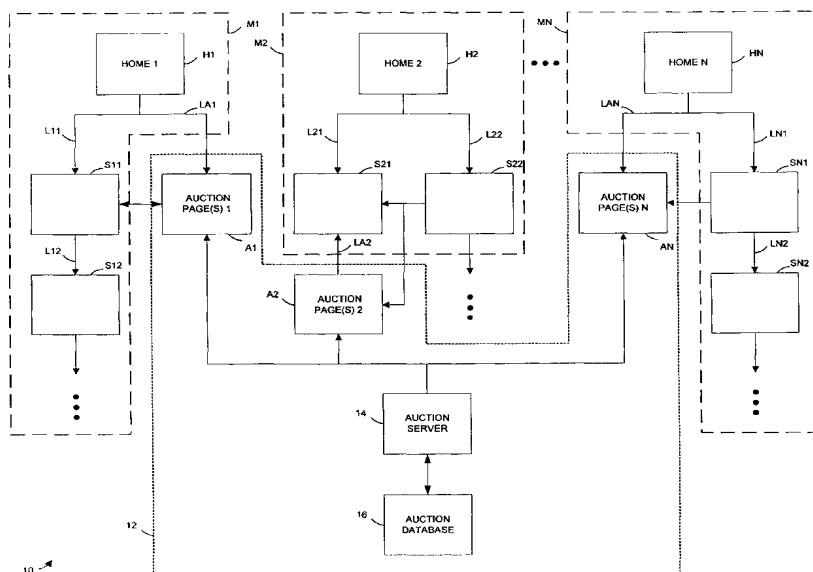 M1
M2
MN
HOME 1
H1
HOME 2
H2
HOME N
HN
LA1
L11
L21
L22
LAN
LN1
S11
S21
S22
SN1
AUCTION
PAGE(S) 1
AUCTION
PAGE(S) N
L12
A1
LA2
AN
LN2
S12
A2
AUCTION
PAGE(S) 2
SN2
14
AUCTION
SERVER
12
16
AUCTION
DATABASE
10